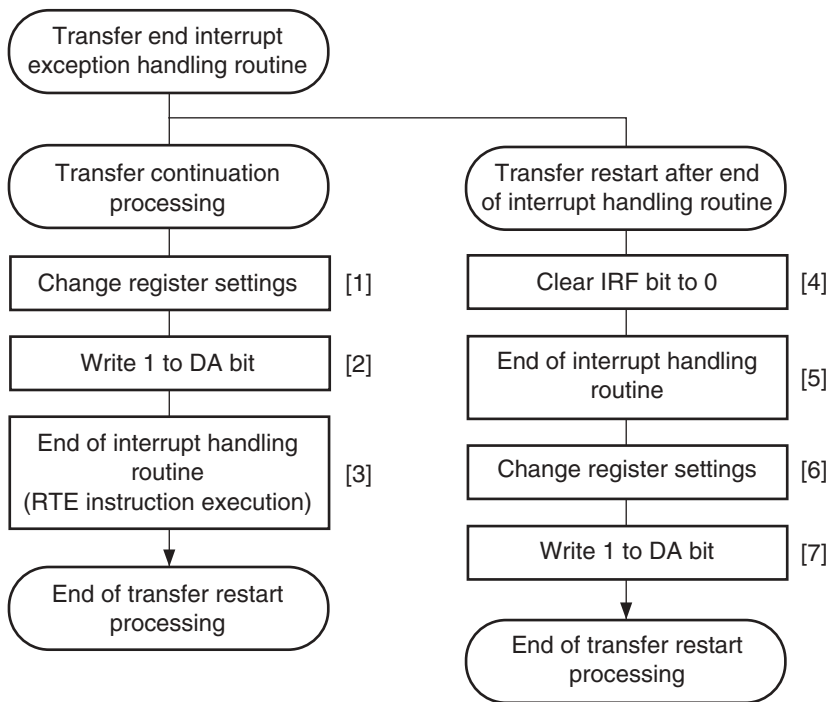 Transfer end interrupt
exception handling routine
Transfer continuation
processing
Change register settings [1]
Write 1 to DA bit [2]
End of interrupt handling
routine
(RTE instruction execution)
[3]
End of transfer restart
processing
Transfer restart after end
of interrupt handling routine
Clear IRF bit to 0 [4]
End of interrupt handling
routine
[5]
Change register settings [6]
Write 1 to DA bit [7]
End of transfer restart
processing